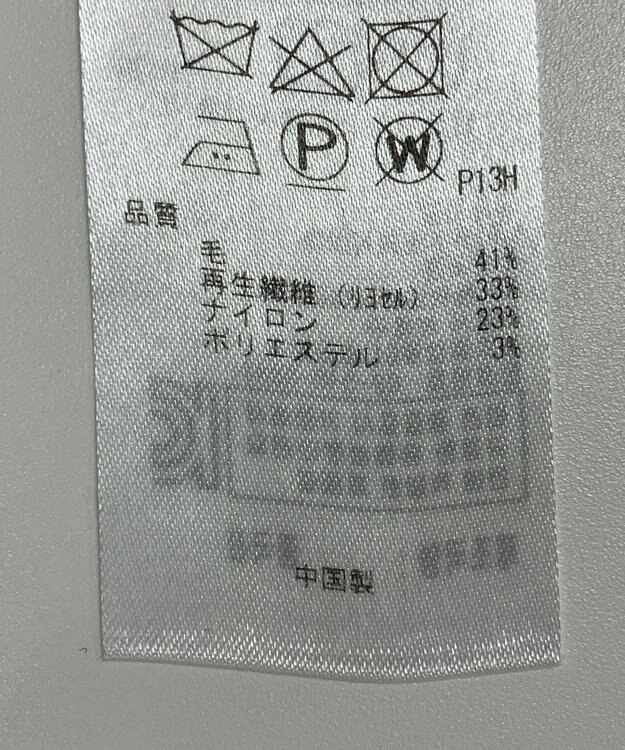 P
W
P13H
品質
毛 41%
再生繊維(リヨセル) 33%
ナイロン 23%
ポリエステル 3%
中国製